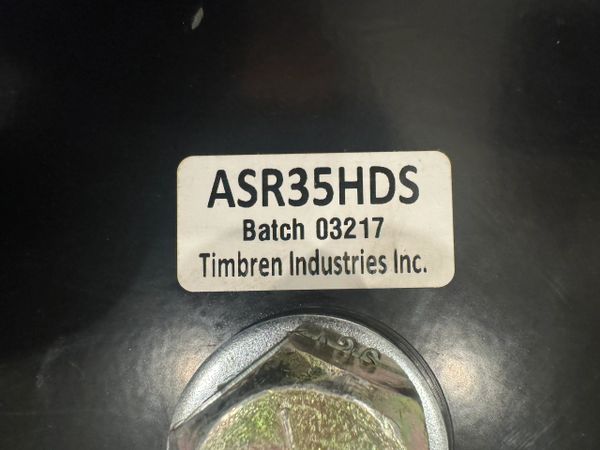 ASR35HDS
Batch 03217
Timbren Industries Inc.